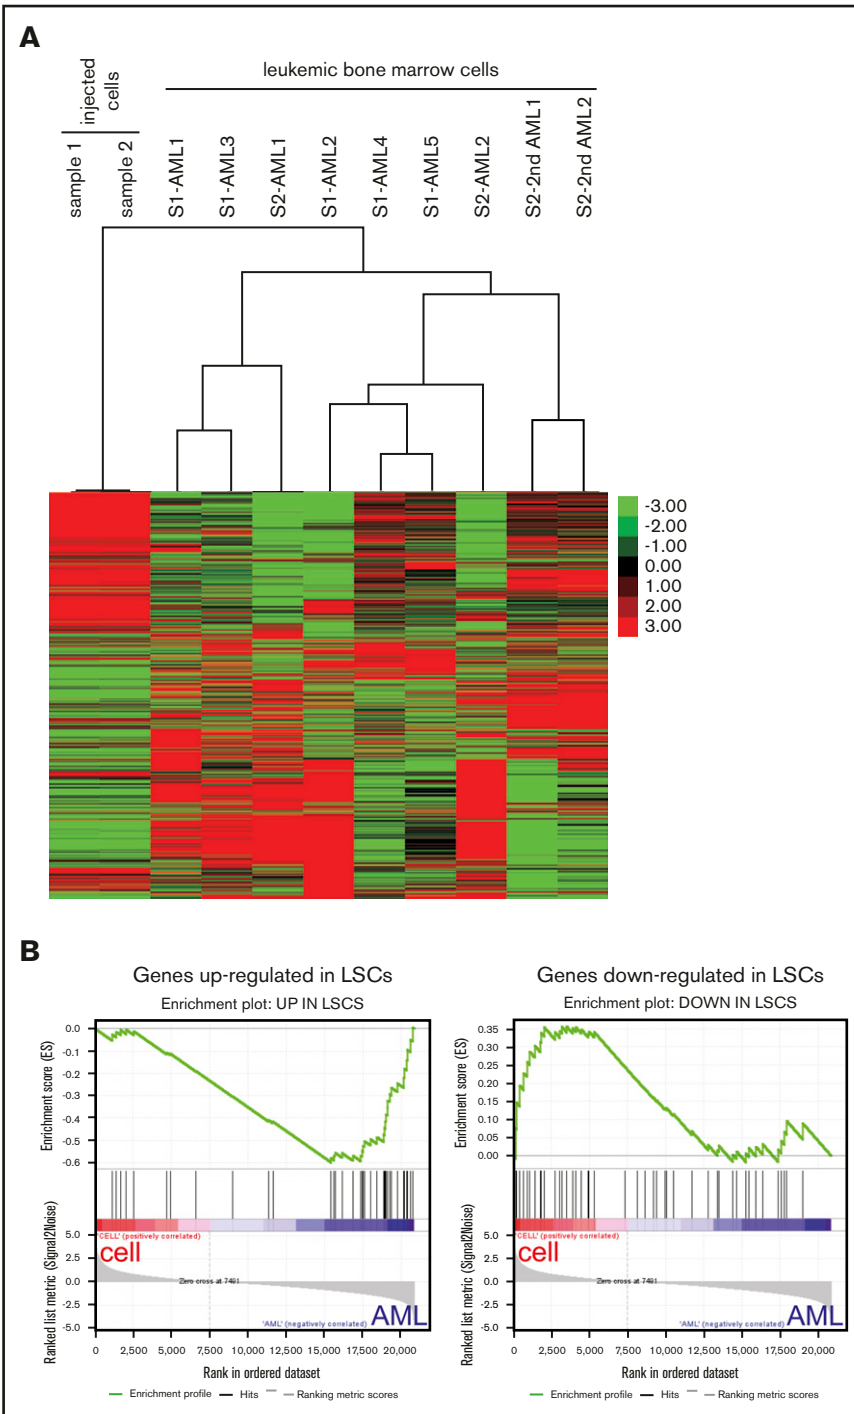 A
injected
cells
leukemic bone marrow cells
sample 1
sample 2
S1-AML1
S1-AML3
S2-AML1
S1-AML2
S1-AML4
S1-AML5
S2-AML2
S2-2nd AML1
S2-2nd AML2
-3.00
-2.00
-1.00
0.00
1.00
2.00
3.00
B
Genes up-regulated in LSCs
Enrichment plot: UP IN LSCS
Enrichment score (ES)
0.0
-0.1
-0.2
-0.3
-0.4
-0.5
-0.6
Ranked list metric (Signal2Noise)
5.0
2.5
0.0
-2.5
-5.0
'CELL' (positively correlated)
cell
Zero cross at 7481
'AML' (negatively correlated)
AML
0 2,500 5,000 7,500 10,000 12,500 15,000 17,500 20,000
Rank in ordered dataset
Enrichment profile Hits Ranking metric scores
Genes down-regulated in LSCs
Enrichment plot: DOWN IN LSCS
Enrichment score (ES)
0.35
0.30
0.25
0.20
0.15
0.10
0.05
0.00
Ranked list metric (Signal2Noise)
5.0
2.5
0.0
-2.5
-5.0
'CELL' (positively correlated)
cell
Zero cross at 7481
'AML' (negatively correlated)
AML
0 2,500 5,000 7,500 10,000 12,500 15,000 17,500 20,000
Rank in ordered dataset
Enrichment profile Hits Ranking metric scores